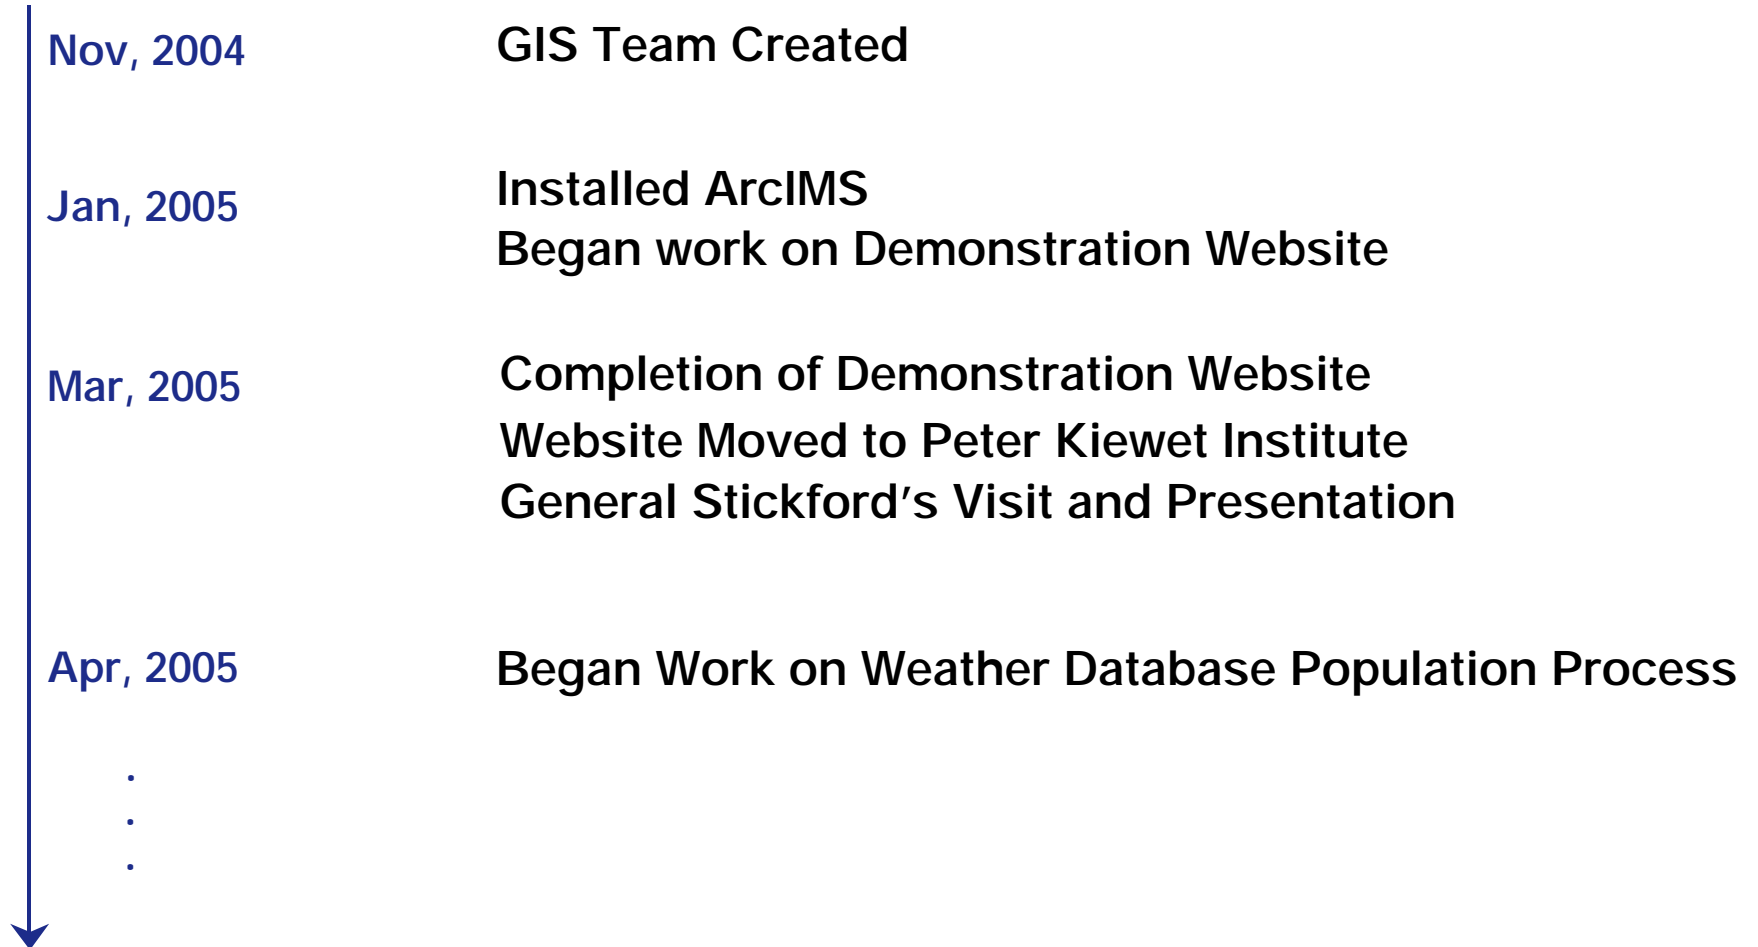 Nov, 2004
GIS Team Created
Jan, 2005
Installed ArcIMS
Began work on Demonstration Website
Mar, 2005
Completion of Demonstration Website
Website Moved to Peter Kiewet Institute
General Stickford’s Visit and Presentation
Apr, 2005
Began Work on Weather Database Population Process
.
.
.